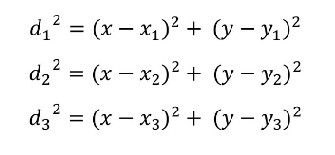 d₁² = (x − x₁)² + (y − y₁)²
d₂² = (x − x₂)² + (y − y₂)²
d₃² = (x − x₃)² + (y − y₃)²